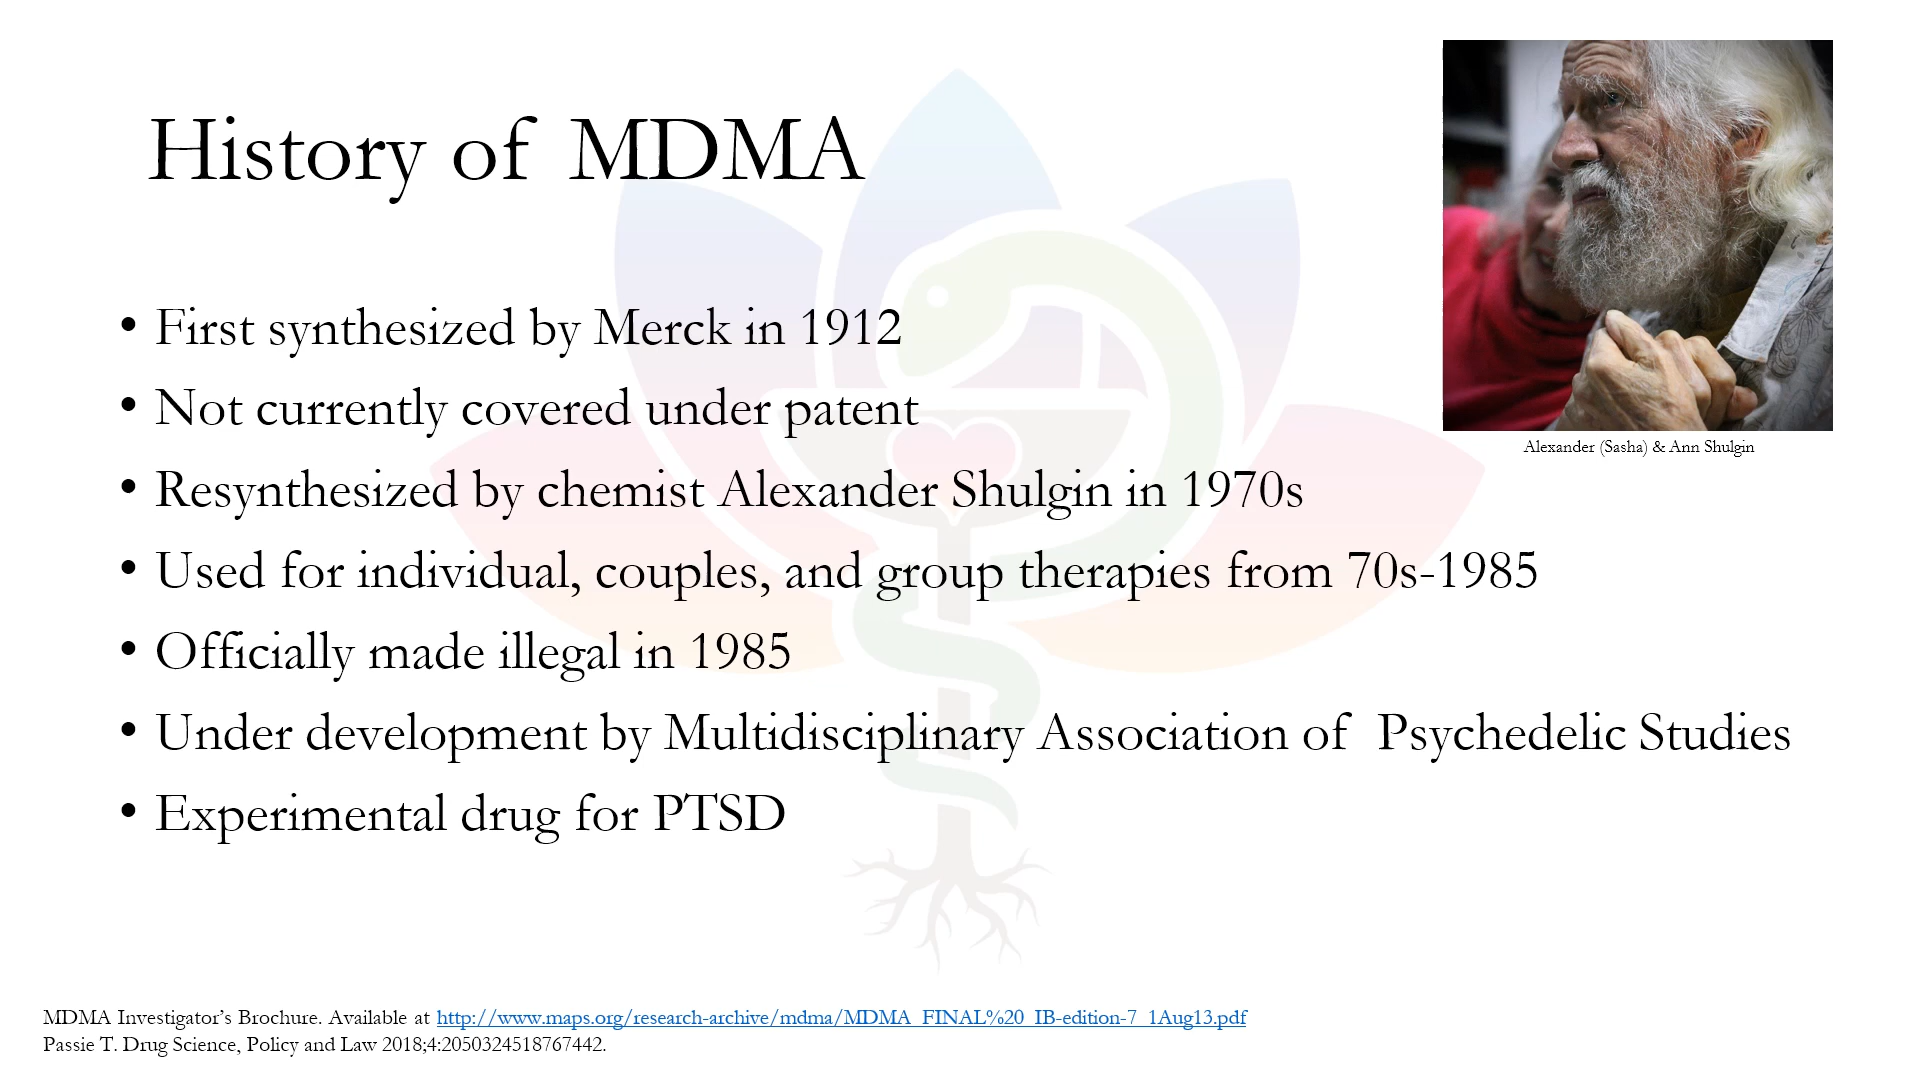 History of MDMA
Alexander (Sasha) & Ann Shulgin
• First synthesized by Merck in 1912
• Not currently covered under patent
• Resynthesized by chemist Alexander Shulgin in 1970s
• Used for individual, couples, and group therapies from 70s-1985
• Officially made illegal in 1985
• Under development by Multidisciplinary Association of Psychedelic Studies
• Experimental drug for PTSD
MDMA Investigator’s Brochure. Available at http://www.maps.org/research-archive/mdma/MDMA_FINAL%20_IB-edition-7_1Aug13.pdf
Passie T. Drug Science, Policy and Law 2018;4:2050324518767442.